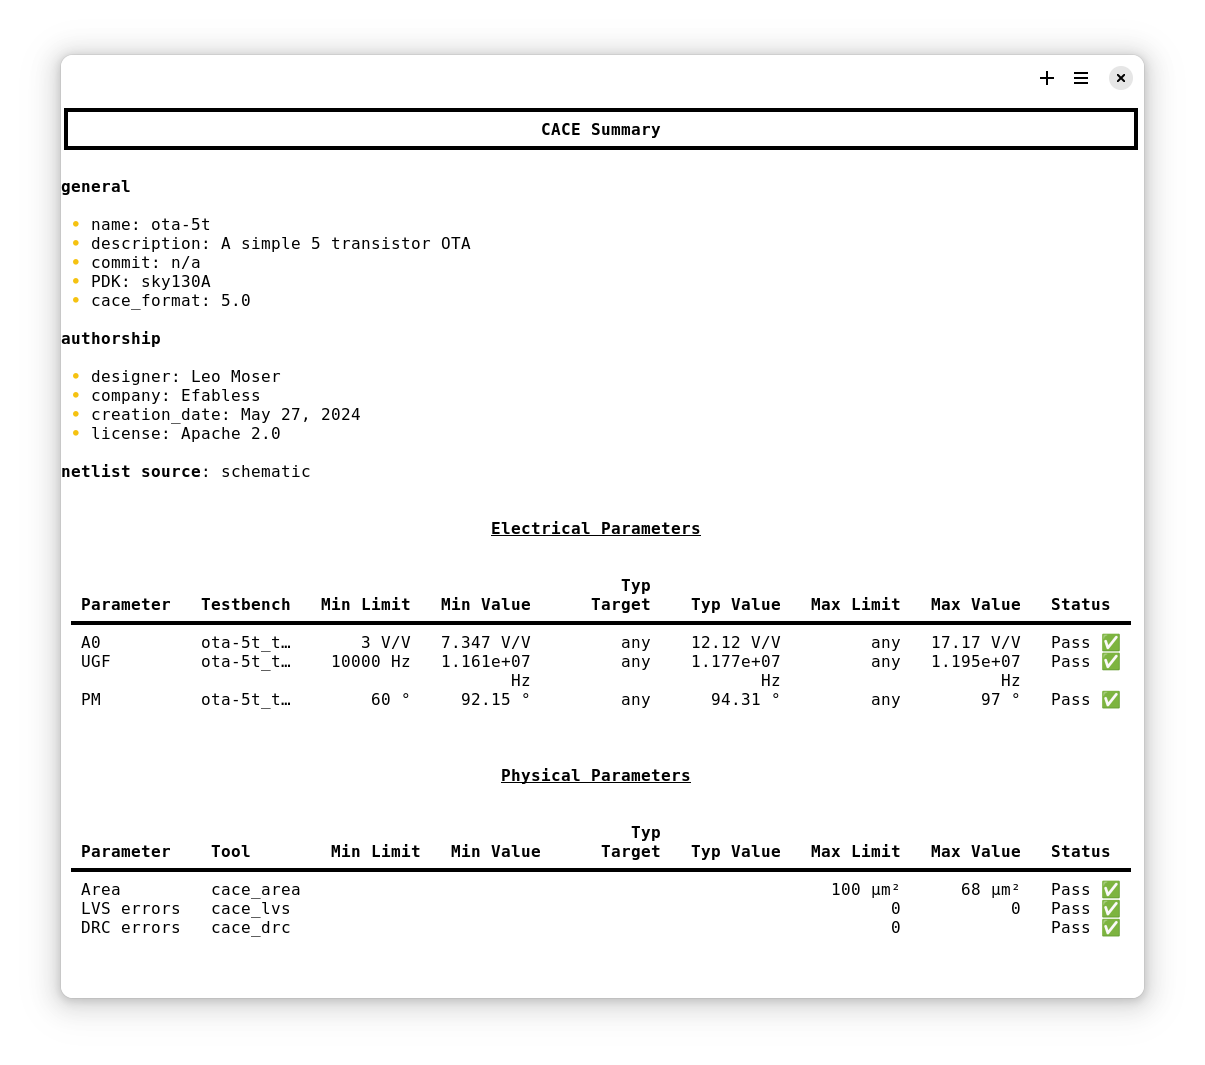 CACE Summary
general
• name: ota-5t
• description: A simple 5 transistor OTA
• commit: n/a
• PDK: sky130A
• cace_format: 5.0
authorship
• designer: Leo Moser
• company: Efabless
• creation_date: May 27, 2024
• license: Apache 2.0
netlist source: schematic
Electrical Parameters
Typ
Parameter Testbench Min Limit Min Value Target Typ Value Max Limit Max Value Status
A0 ota-5t_t… 3 V/V 7.347 V/V any 12.12 V/V any 17.17 V/V Pass ✅
UGF ota-5t_t… 10000 Hz 1.161e+07 any 1.177e+07 any 1.195e+07 Pass ✅
Hz Hz Hz
PM ota-5t_t… 60 ° 92.15 ° any 94.31 ° any 97 ° Pass ✅
Physical Parameters
Typ
Parameter Tool Min Limit Min Value Target Typ Value Max Limit Max Value Status
Area cace_area 100 µm² 68 µm² Pass ✅
LVS errors cace_lvs 0 0 Pass ✅
DRC errors cace_drc 0 Pass ✅